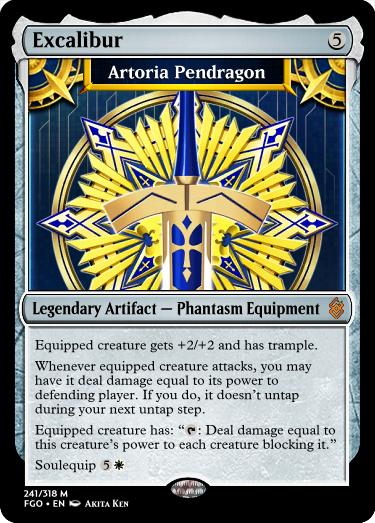 Excalibur 5
Artoria Pendragon
Legendary Artifact — Phantasm Equipment
Equipped creature gets +2/+2 and has trample.
Whenever equipped creature attacks, you may
have it deal damage equal to its power to
defending player. If you do, it doesn't untap
during your next untap step.
Equipped creature has: “: Deal damage equal to
this creature's power to each creature blocking it.”
Soulequip 5
241/318 M
FGO • EN Akita Ken